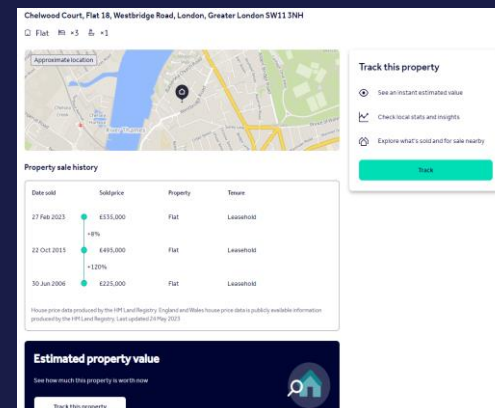 Chelwood Court, Flat 18, Westbridge Road, London, Greater London SW11 3NH
Flat ×3 ×1
Approximate location
River Thames
Track this property
See an instant estimated value
Check local stats and insights
Explore what's sold and for sale nearby
Track
Property sale history
Date sold Sold price Property Tenure
27 Feb 2023 £535,000 Flat Leasehold
+8%
22 Oct 2015 £495,000 Flat Leasehold
+120%
30 Jun 2006 £225,000 Flat Leasehold
House price data produced by the HM Land Registry. England and Wales house price data is publicly available information
produced by the HM Land Registry. Last updated 24 May 2023
Estimated property value
See how much this property is worth now
Track this property